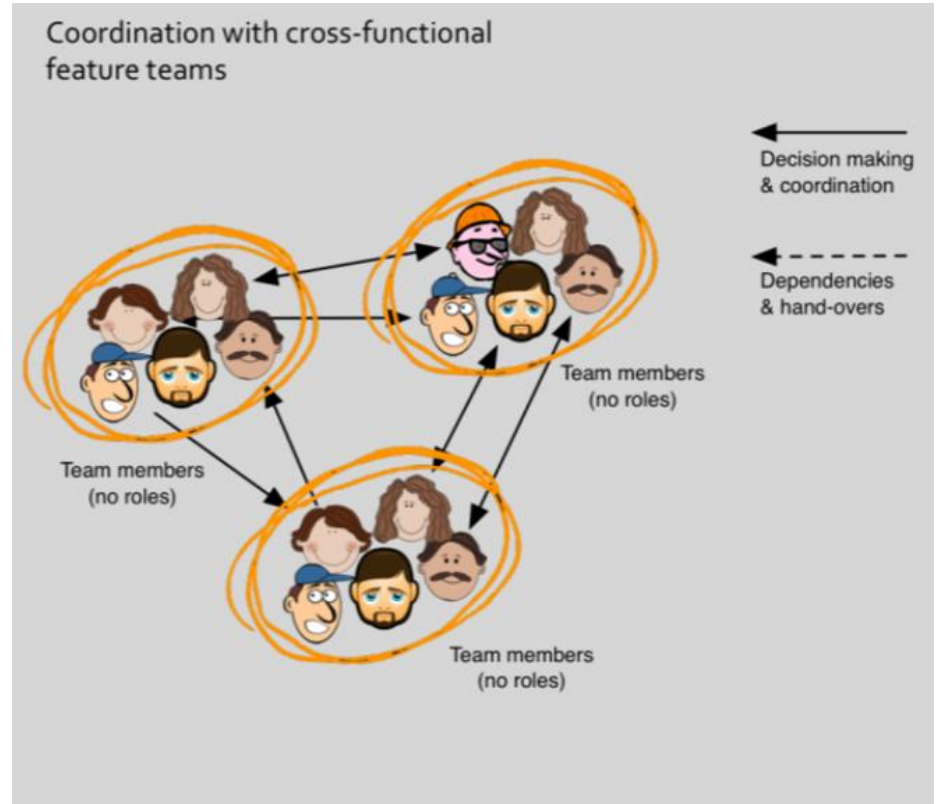 Coordination with cross-functional
feature teams
Decision making
& coordination
Dependencies
& hand-overs
Team members
(no roles)
Team members
(no roles)
Team members
(no roles)